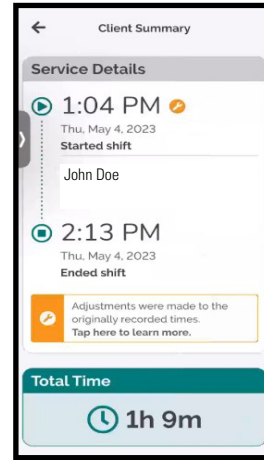 Client Summary
Service Details
1:04 PM
Thu, May 4, 2023
Started shift
John Doe
2:13 PM
Thu, May 4, 2023
Ended shift
Adjustments were made to the
originally recorded times.
Tap here to learn more.
Total Time
1h 9m